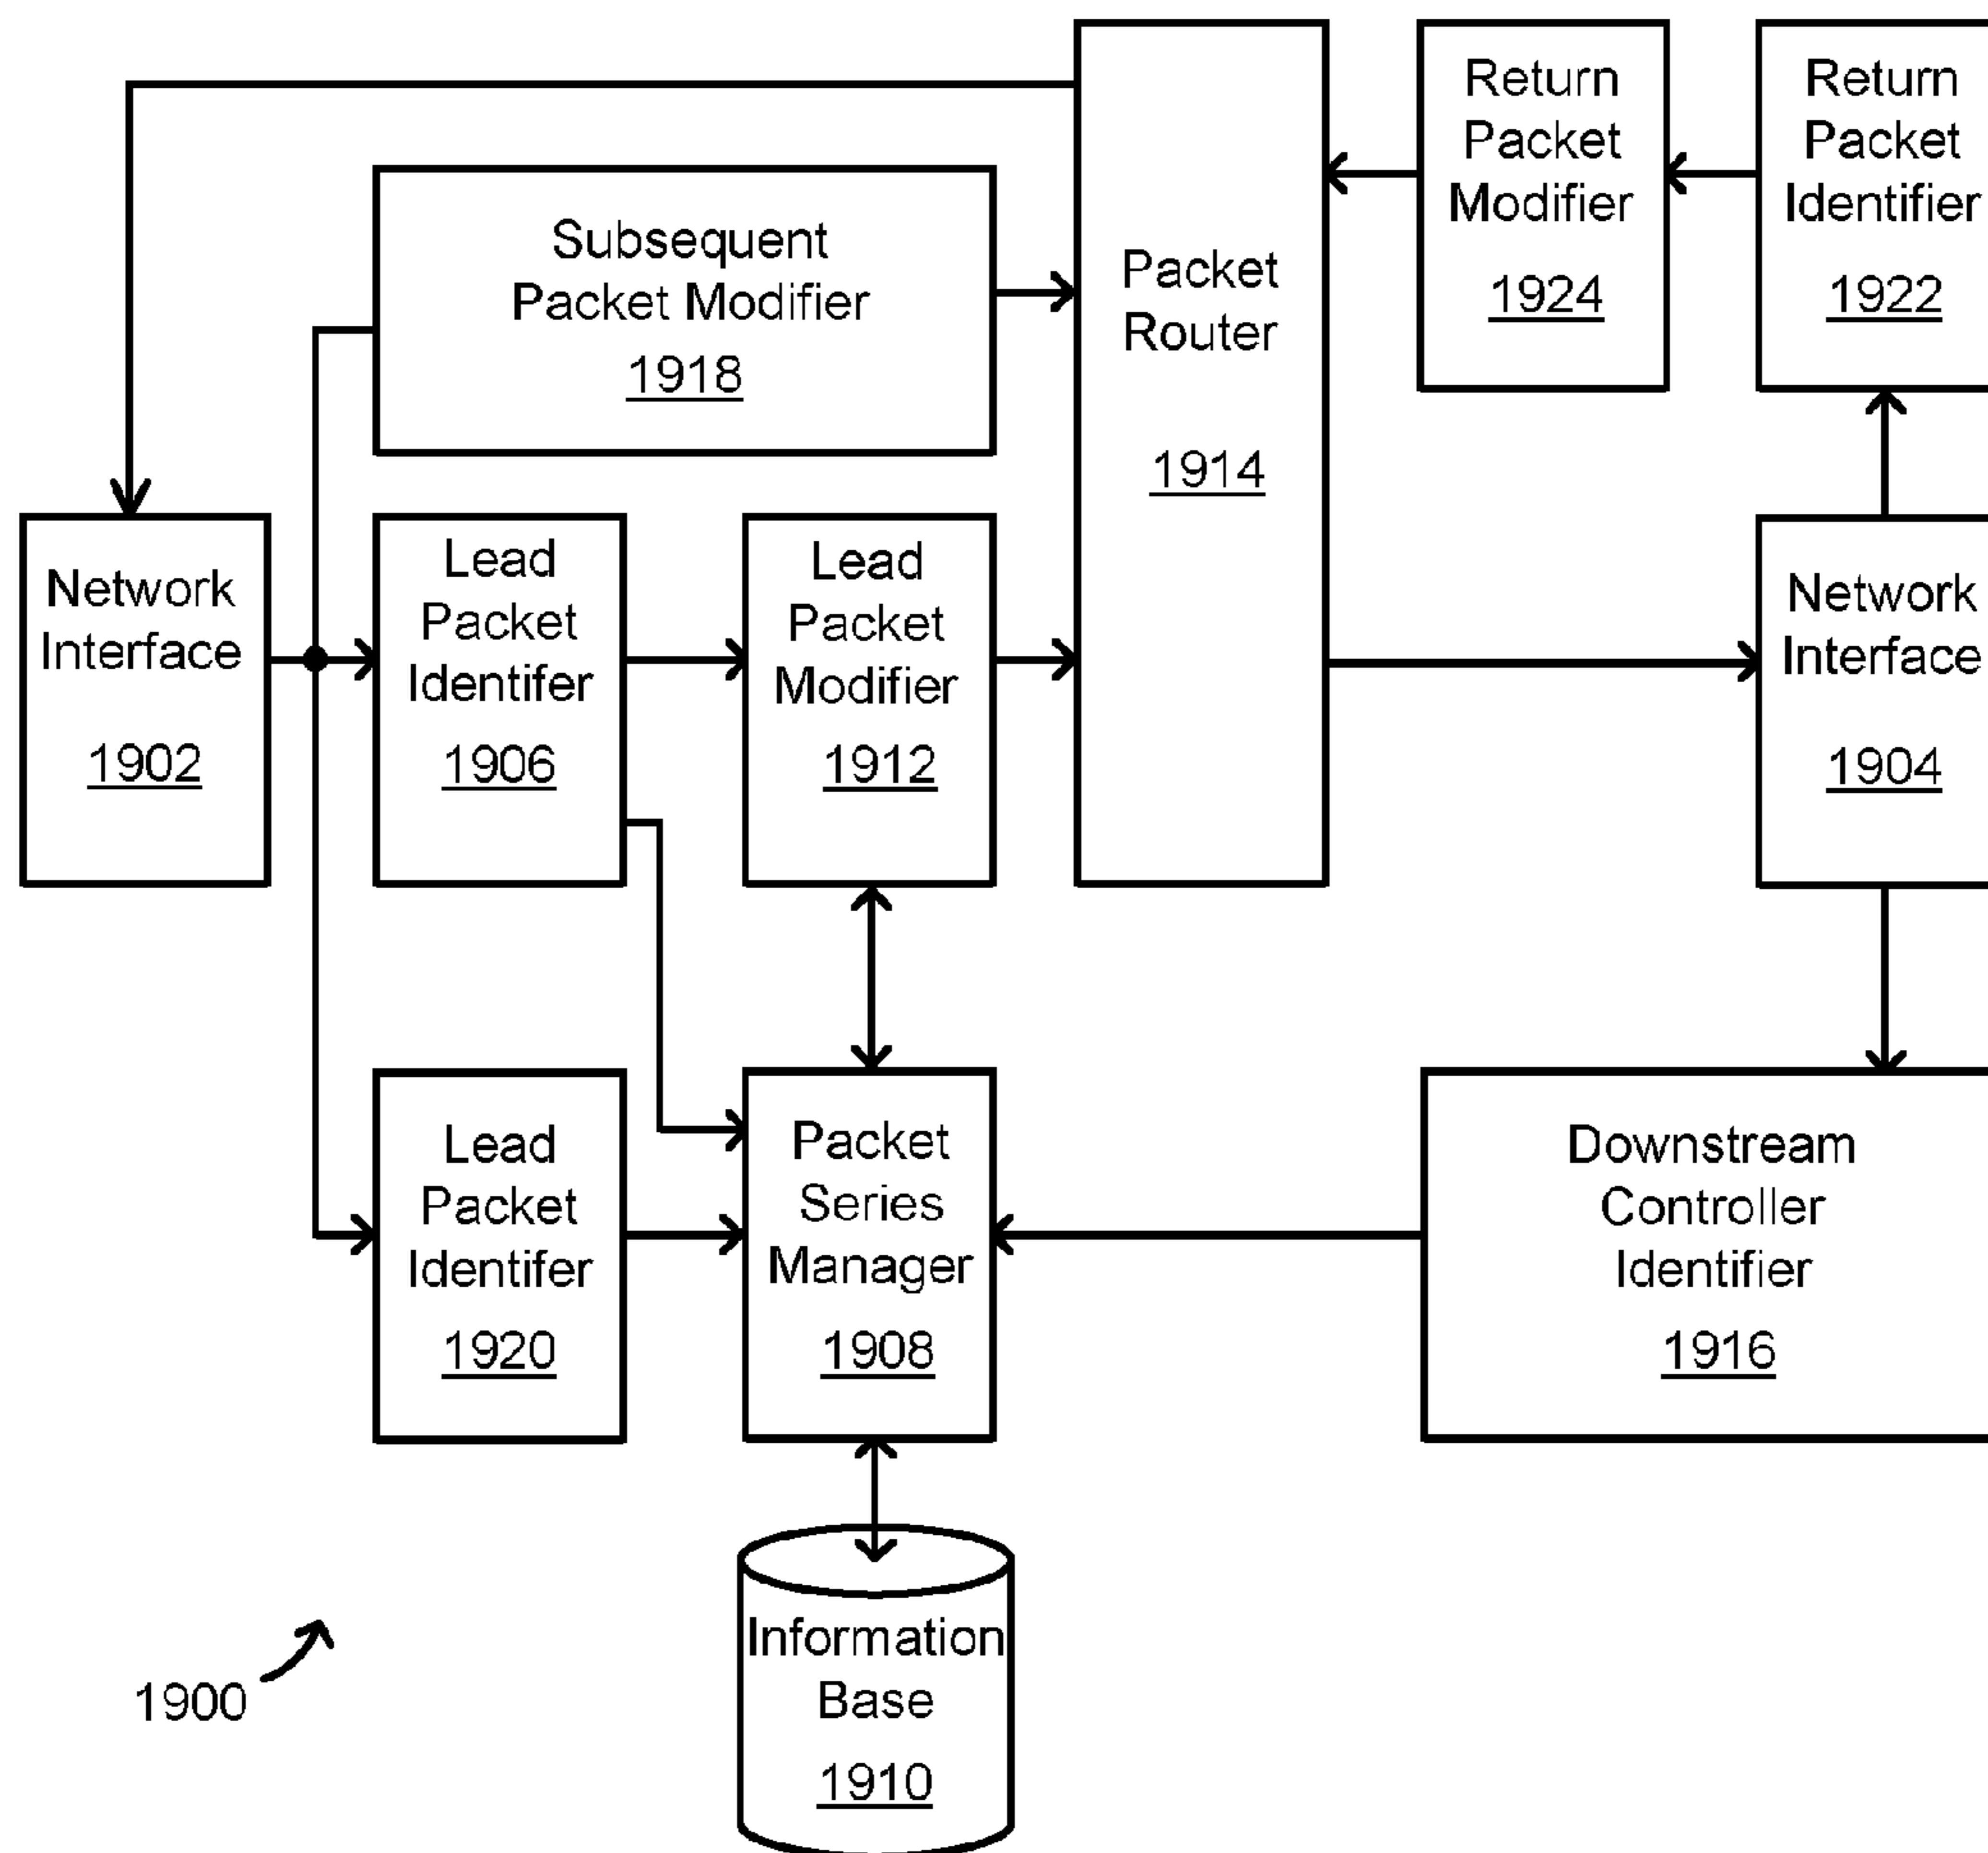 Return
Packet
Modifier
1924
Return
Packet
Identifier
1922
Subsequent
Packet Modifier
1918
Packet
Router
1914
Network
Interface
1902
Lead
Packet
Identifer
1906
Lead
Packet
Modifier
1912
Network
Interface
1904
Lead
Packet
Identifer
1920
Packet
Series
Manager
1908
Downstream
Controller
Identifier
1916
Information
Base
1910
1900